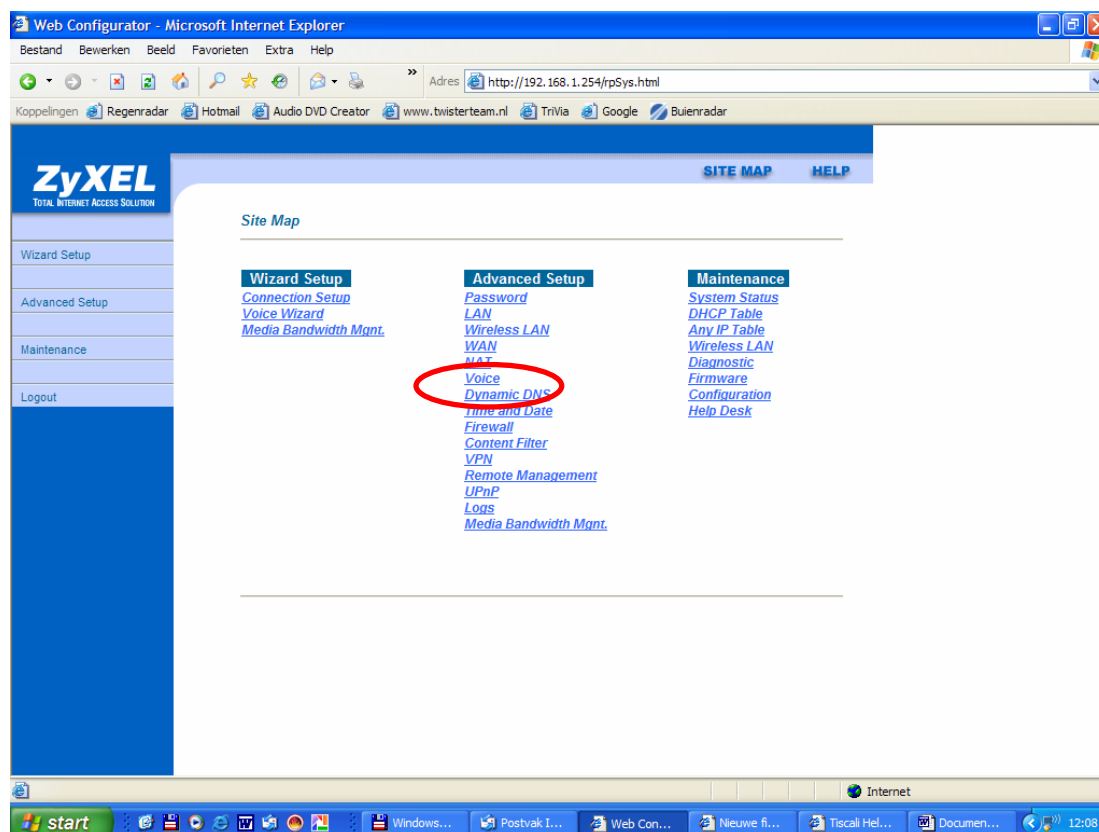 Web Configurator - Microsoft Internet Explorer
Bestand Bewerken Beeld Favorieten Extra Help
» Adres http://192.168.1.254/rpSys.html
Koppelingen Regenradar Hotmail Audio DVD Creator www.twisterteam.nl TriVia Google Buienradar
ZyXEL
TOTAL INTERNET ACCESS SOLUTION
SITE MAP HELP
Wizard Setup
Advanced Setup
Maintenance
Logout
Site Map
Wizard Setup
Connection Setup
Voice Wizard
Media Bandwidth Mgnt.
Advanced Setup
Password
LAN
Wireless LAN
WAN
NAT
Voice
Dynamic DNS
Time and Date
Firewall
Content Filter
VPN
Remote Management
UPnP
Logs
Media Bandwidth Mgnt.
Maintenance
System Status
DHCP Table
Any IP Table
Wireless LAN
Diagnostic
Firmware
Configuration
Help Desk
Internet
start Windows... Postvak I... Web Con... Nieuwe fi... Tiscali Hel... Documen... 12:08